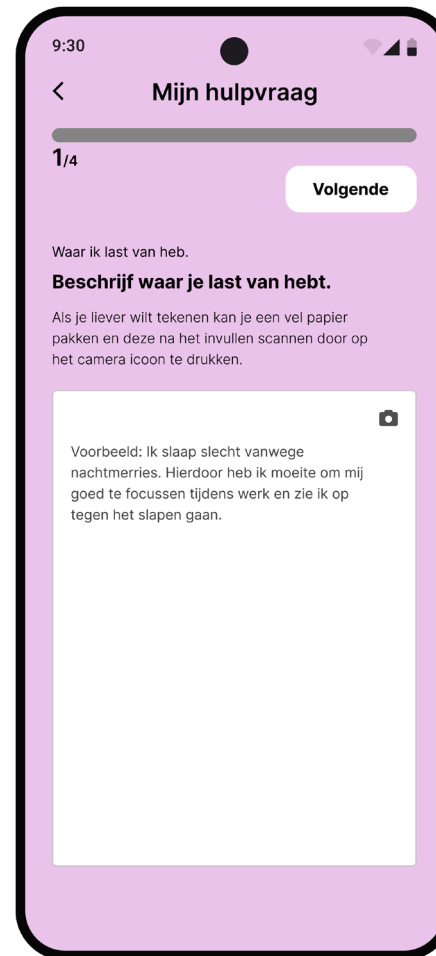 9:30
Mijn hulpvraag
1/4
Volgende
Waar ik last van heb.
Beschrijf waar je last van hebt.
Als je liever wilt tekenen kan je een vel papier
pakken en deze na het invullen scannen door op
het camera icoon te drukken.
Voorbeeld: Ik slaap slecht vanwege
nachtmerries. Hierdoor heb ik moeite om mij
goed te focussen tijdens werk en zie ik op
tegen het slapen gaan.